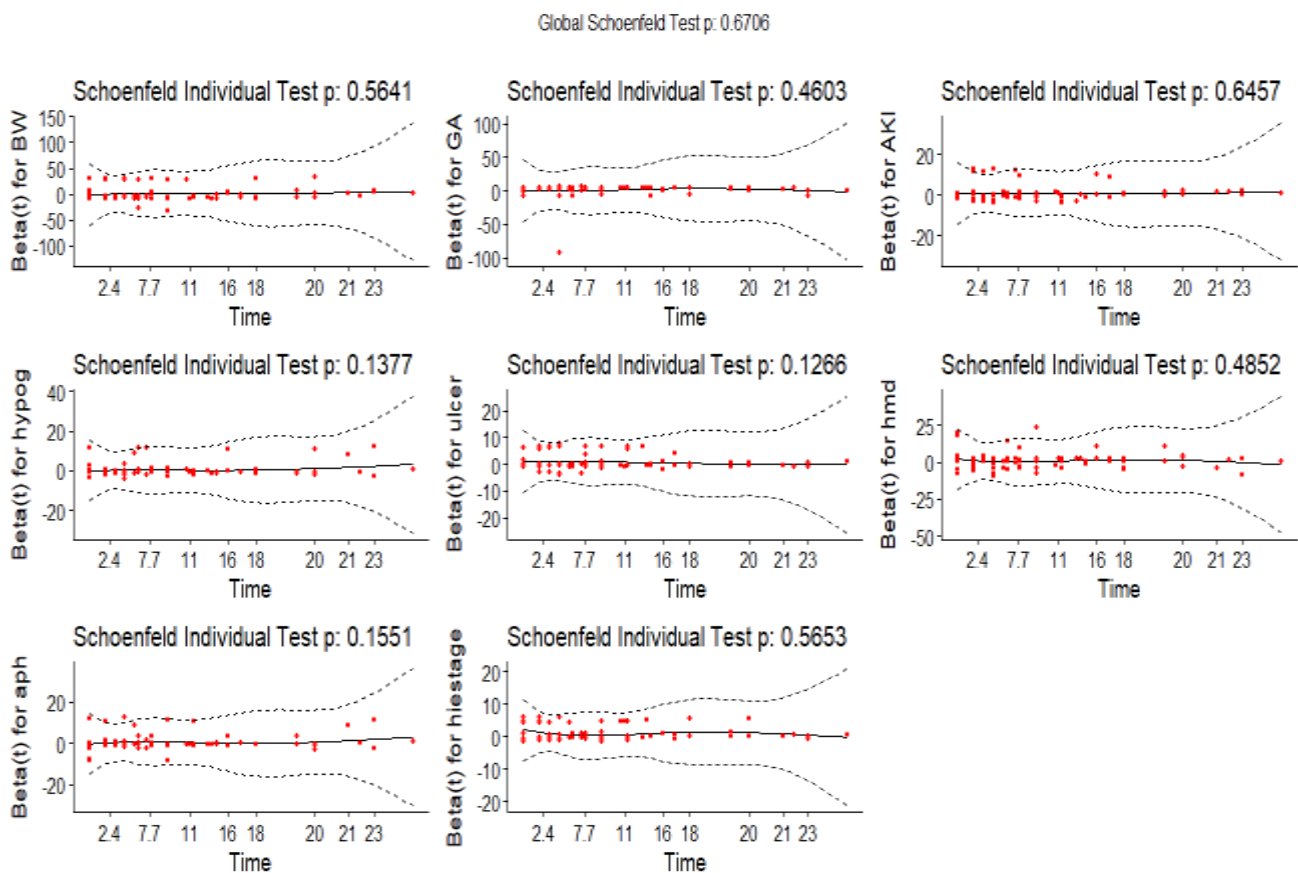 Global Schoenfeld Test p: 0.6706
Schoenfeld Individual Test p: 0.5641
Beta(t) for BW
150
100
50
0
-50
-100
2.4 7.7 11 16 18 20 21 23
Time
Schoenfeld Individual Test p: 0.4603
Beta(t) for GA
100
50
0
-50
-100
2.4 7.7 11 16 18 20 21 23
Time
Schoenfeld Individual Test p: 0.6457
Beta(t) for AKI
20
0
-20
2.4 7.7 11 16 18 20 21 23
Time
Schoenfeld Individual Test p: 0.1377
Beta(t) for hypog
40
20
0
-20
2.4 7.7 11 16 18 20 21 23
Time
Schoenfeld Individual Test p: 0.1266
Beta(t) for ulcer
20
10
0
-10
-20
2.4 7.7 11 16 18 20 21 23
Time
Schoenfeld Individual Test p: 0.4852
Beta(t) for hmd
25
0
-25
-50
2.4 7.7 11 16 18 20 21 23
Time
Schoenfeld Individual Test p: 0.1551
Beta(t) for aph
20
0
-20
2.4 7.7 11 16 18 20 21 23
Time
Schoenfeld Individual Test p: 0.5653
Beta(t) for hiestage
20
10
0
-10
-20
2.4 7.7 11 16 18 20 21 23
Time